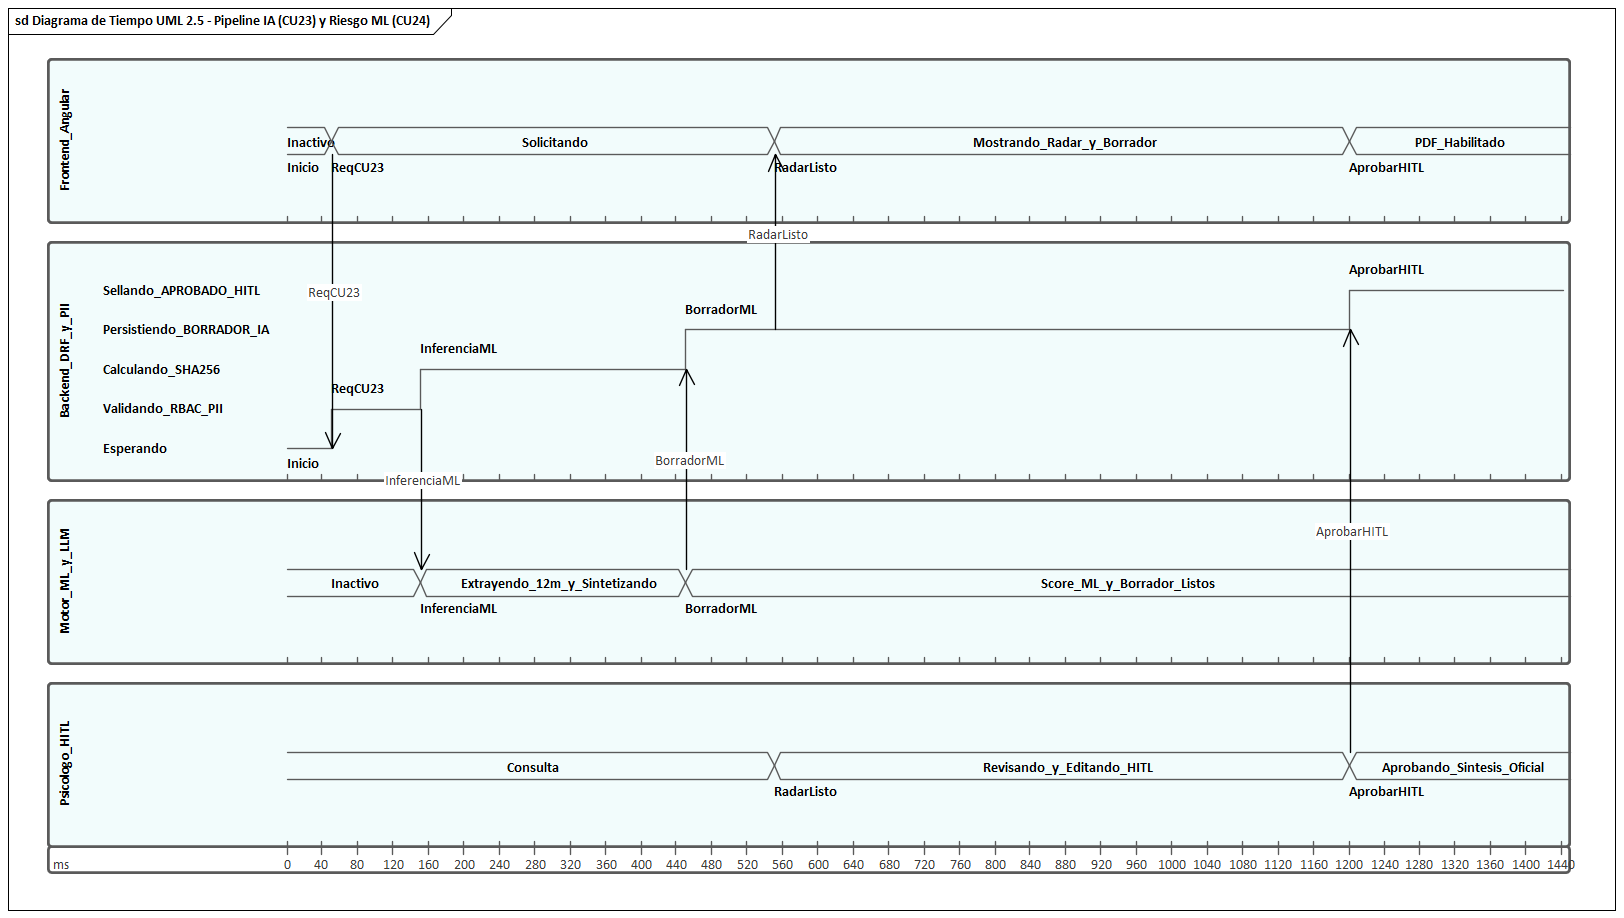 sd Diagrama de Tiempo UML 2.5 - Pipeline IA (CU23) y Riesgo ML (CU24)
Frontend_Angular
Inactivo
Solicitando
Mostrando_Radar_y_Borrador
PDF_Habilitado
Inicio
ReqCU23
RadarListo
AprobarHITL
RadarListo
Backend_DRF_y_PII
AprobarHITL
Sellando_APROBADO_HITL
ReqCU23
BorradorML
Persistiendo_BORRADOR_IA
InferenciaML
Calculando_SHA256
ReqCU23
Validando_RBAC_PII
Esperando
Inicio
BorradorML
InferenciaML
Motor_ML_y_LLM
AprobarHITL
Inactivo
Extrayendo_12m_y_Sintetizando
Score_ML_y_Borrador_Listos
InferenciaML
BorradorML
Psicologo_HITL
Consulta
Revisando_y_Editando_HITL
Aprobando_Sintesis_Oficial
RadarListo
AprobarHITL
ms 0 40 80 120 160 200 240 280 320 360 400 440 480 520 560 600 640 680 720 760 800 840 880 920 960 1000 1040 1080 1120 1160 1200 1240 1280 1320 1360 1400 1440